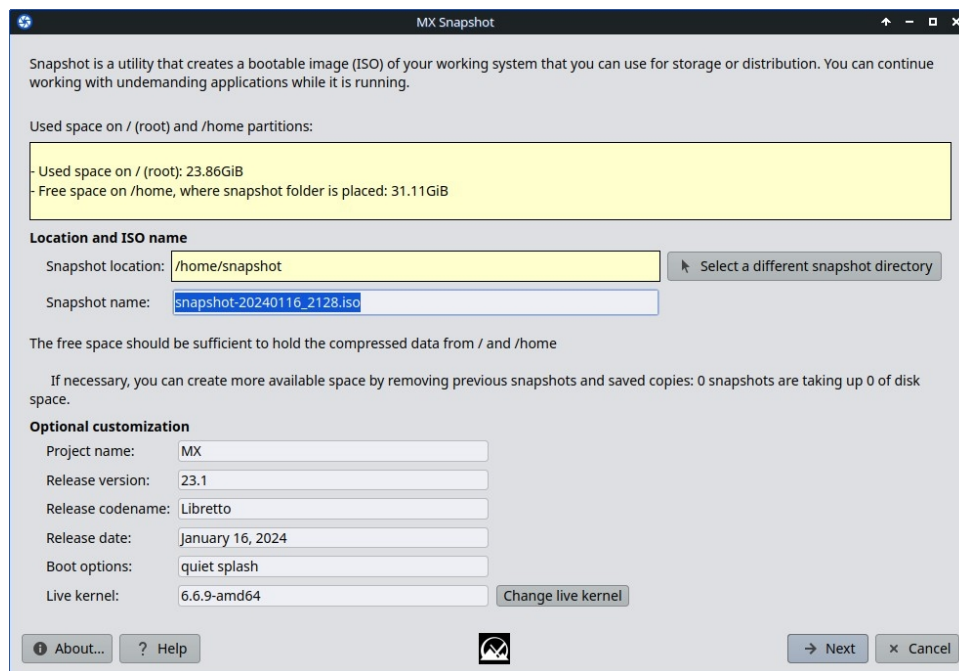 MX Snapshot
Snapshot is a utility that creates a bootable image (ISO) of your working system that you can use for storage or distribution. You can continue
working with undemanding applications while it is running.
Used space on / (root) and /home partitions:
- Used space on / (root): 23.86GiB
- Free space on /home, where snapshot folder is placed: 31.11GiB
Location and ISO name
Snapshot location: /home/snapshot Select a different snapshot directory
Snapshot name: snapshot-20240116_2128.iso
The free space should be sufficient to hold the compressed data from / and /home
If necessary, you can create more available space by removing previous snapshots and saved copies: 0 snapshots are taking up 0 of disk
space.
Optional customization
Project name: MX
Release version: 23.1
Release codename: Libretto
Release date: January 16, 2024
Boot options: quiet splash
Live kernel: 6.6.9-amd64 Change live kernel
About... ? Help Next Cancel